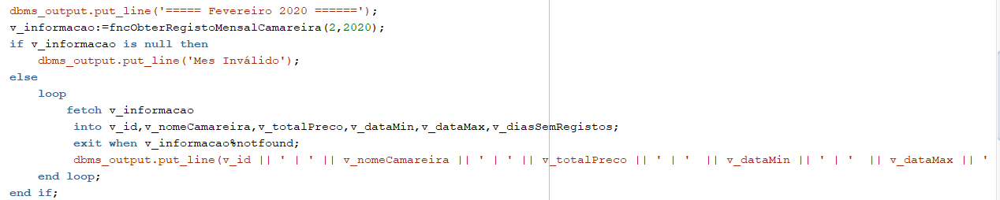 dbms_output.put_line('===== Fevereiro 2020 ======');
v_informacao:=fncObterRegistoMensalCamareira(2,2020);
if v_informacao is null then
dbms_output.put_line('Mes Inválido');
else
loop
fetch v_informacao
into v_id,v_nomeCamareira,v_totalPreco,v_dataMin,v_dataMax,v_diasSemRegistos;
exit when v_informacao%notfound;
dbms_output.put_line(v_id || ' | ' || v_nomeCamareira || ' | ' || v_totalPreco || ' | '  || v_dataMin || ' | '  || v_dataMax || '
end loop;
end if;